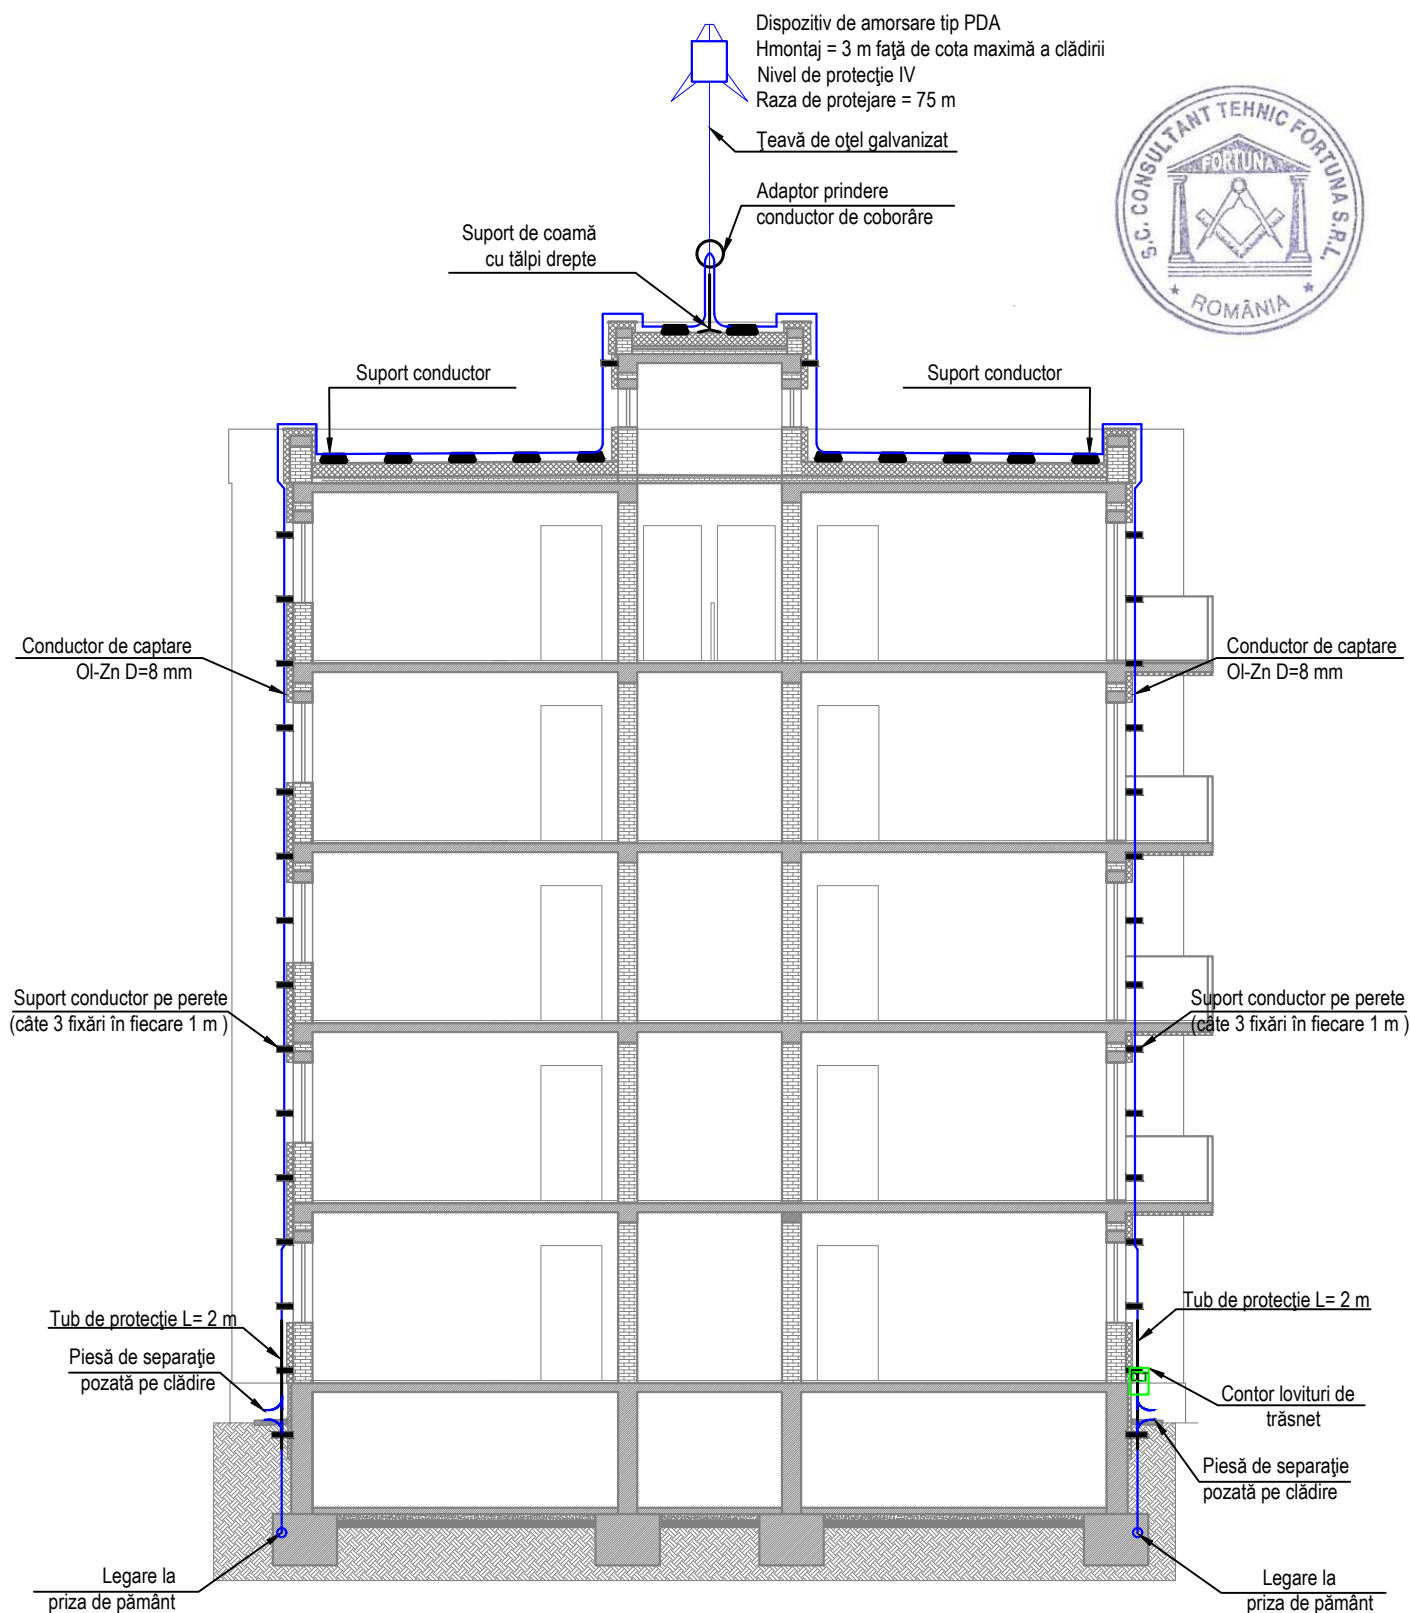 Dispozitiv de amorsare tip PDA
Hmontaj = 3 m faţă de cota maximă a clădirii
Nivel de protecţie IV
Raza de protejare = 75 m
Ţeavă de oţel galvanizat
S.C. CONSULTANT TEHNIC FORTUNA S.R.L.
FORTUNA
* ROMÂNIA *
Adaptor prindere
conductor de coborâre
Suport de coamă
cu tălpi drepte
Suport conductor
Suport conductor
Conductor de captare
Ol-Zn D=8 mm
Conductor de captare
Ol-Zn D=8 mm
Suport conductor pe perete
(câte 3 fixări în fiecare 1 m )
Suport conductor pe perete
(câte 3 fixări în fiecare 1 m )
Tub de protecţie L= 2 m
Tub de protecţie L= 2 m
Piesă de separaţie
pozată pe clădire
Contor lovituri de
trăsnet
Piesă de separaţie
pozată pe clădire
Legare la
priza de pământ
Legare la
priza de pământ